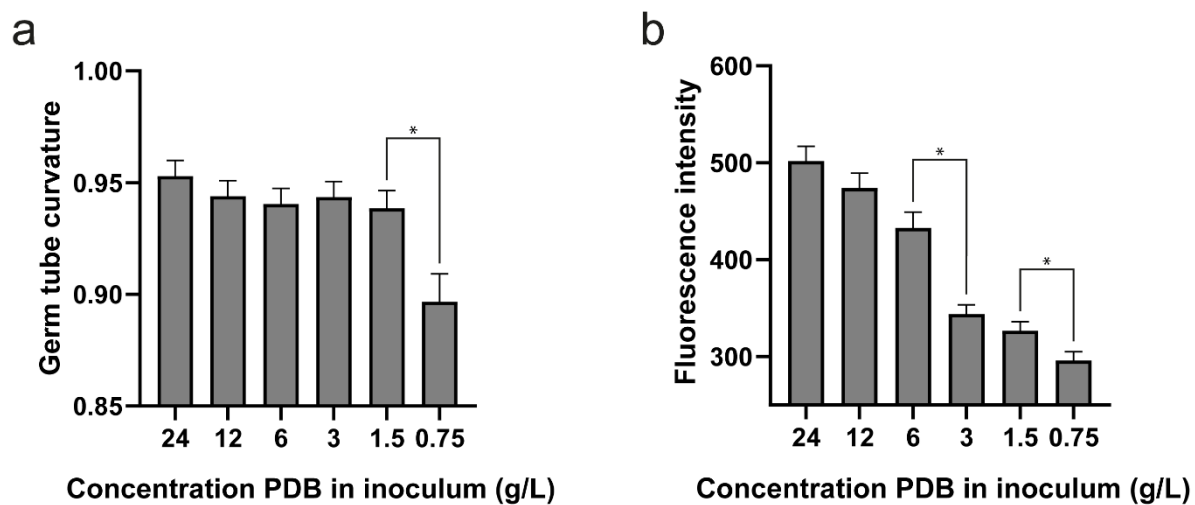 a
Germ tube curvature
1.00
0.95
0.90
0.85
*
24 12 6 3 1.5 0.75
Concentration PDB in inoculum (g/L)
b
Fluorescence intensity
600
500
400
300
*
*
24 12 6 3 1.5 0.75
Concentration PDB in inoculum (g/L)